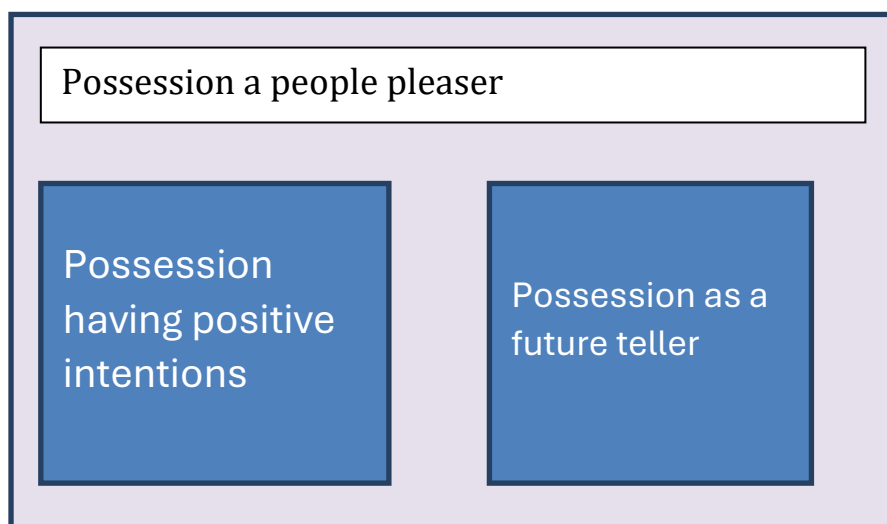 Possession a people pleaser
Possession
having positive
intentions
Possession as a
future teller